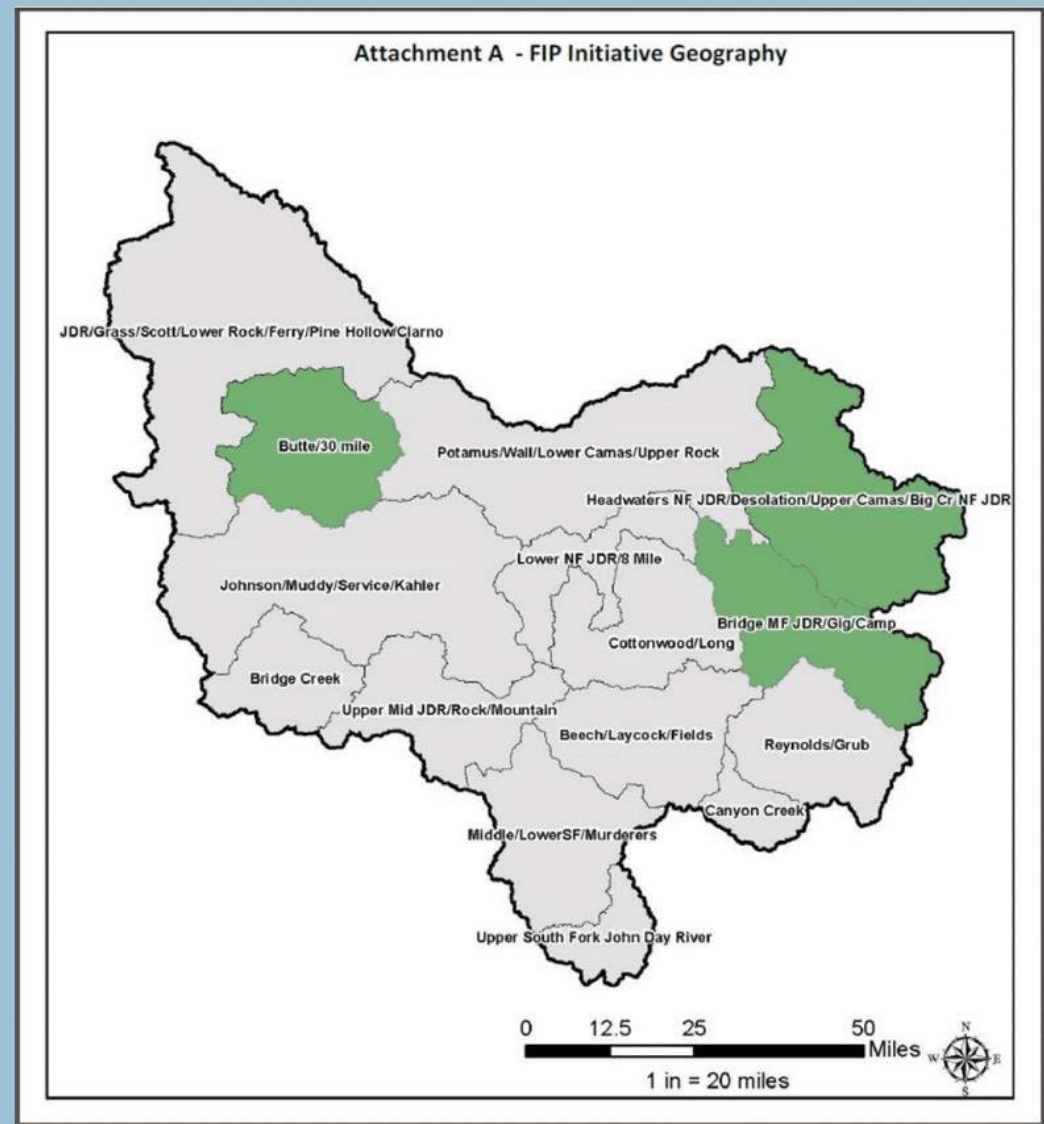 Attachment A - FIP Initiative Geography
JDR/Grass/Scott/Lower Rock/Ferry/Pine Hollow/Clarno
Butte/30 mile
Potamus/Wall/Lower Camas/Upper Rock
Headwaters NF JDR/Desolation/Upper Camas/Big Cr NF JDR
Lower NF JDR/8 Mile
Johnson/Muddy/Service/Kahler
Bridge MF JDR/Gig/Camp
Cottonwood/Long
Bridge Creek
Upper Mid JDR/Rock/Mountain
Beech/Laycock/Fields
Reynolds/Grub
Canyon Creek
Middle/LowerSF/Murderers
Upper South Fork John Day River
0 12.5 25 50
Miles
1 in = 20 miles
N
W E
S